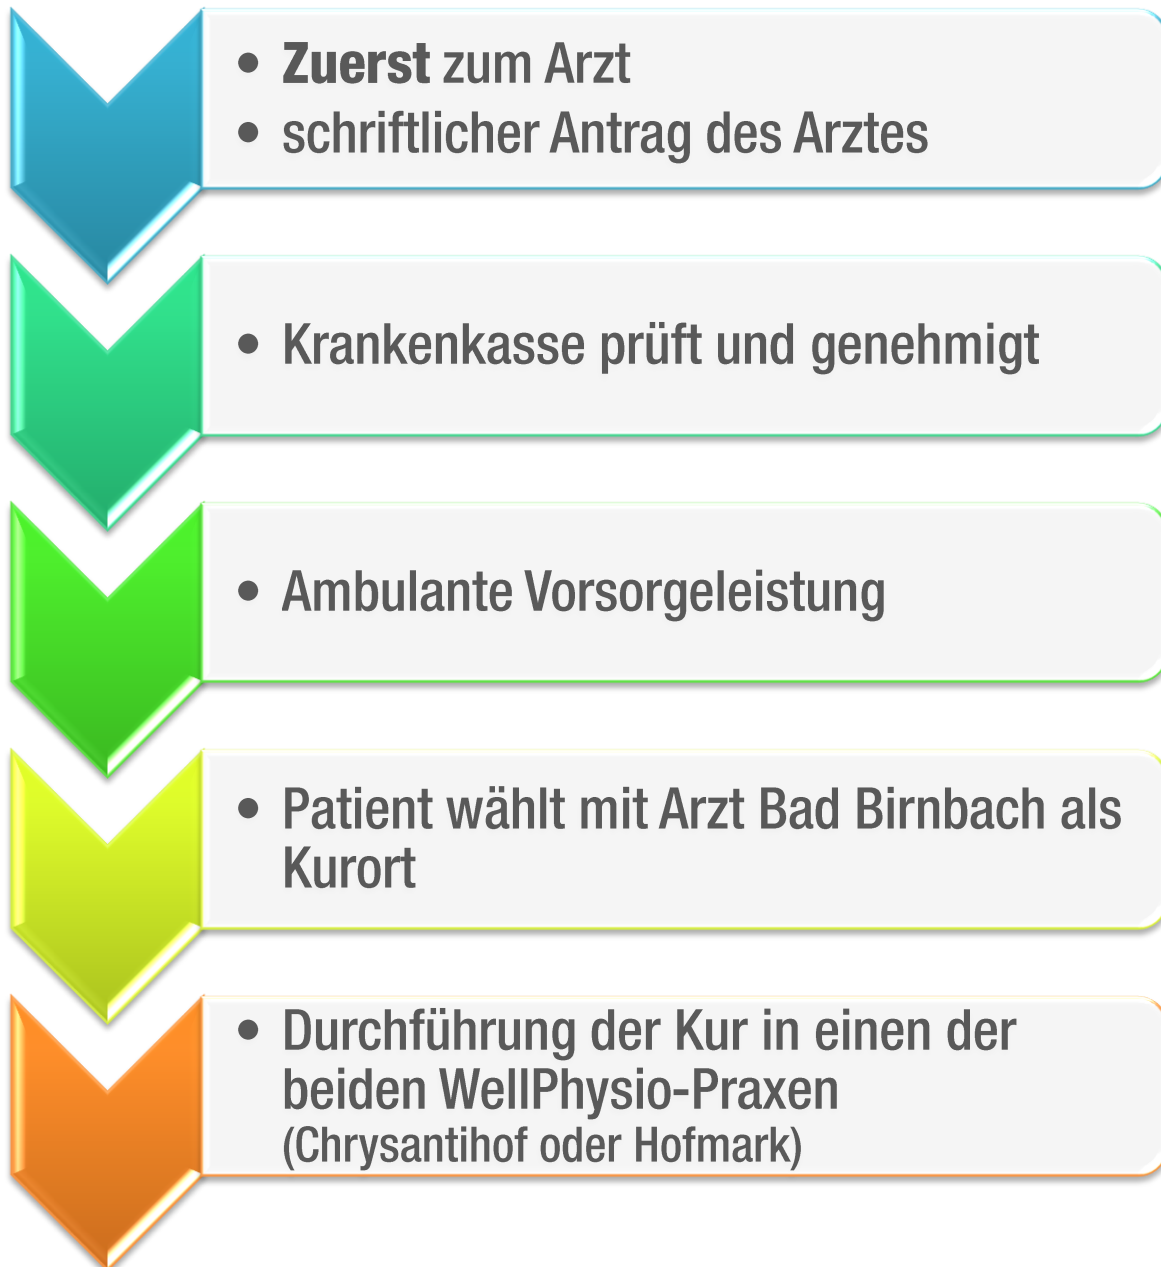 • Zuerst zum Arzt
• schriftlicher Antrag des Arztes
• Krankenkasse prüft und genehmigt
• Ambulante Vorsorgeleistung
• Patient wählt mit Arzt Bad Birnbach als
Kurort
• Durchführung der Kur in einen der
beiden WellPhysio-Praxen
(Chrysantihof oder Hofmark)